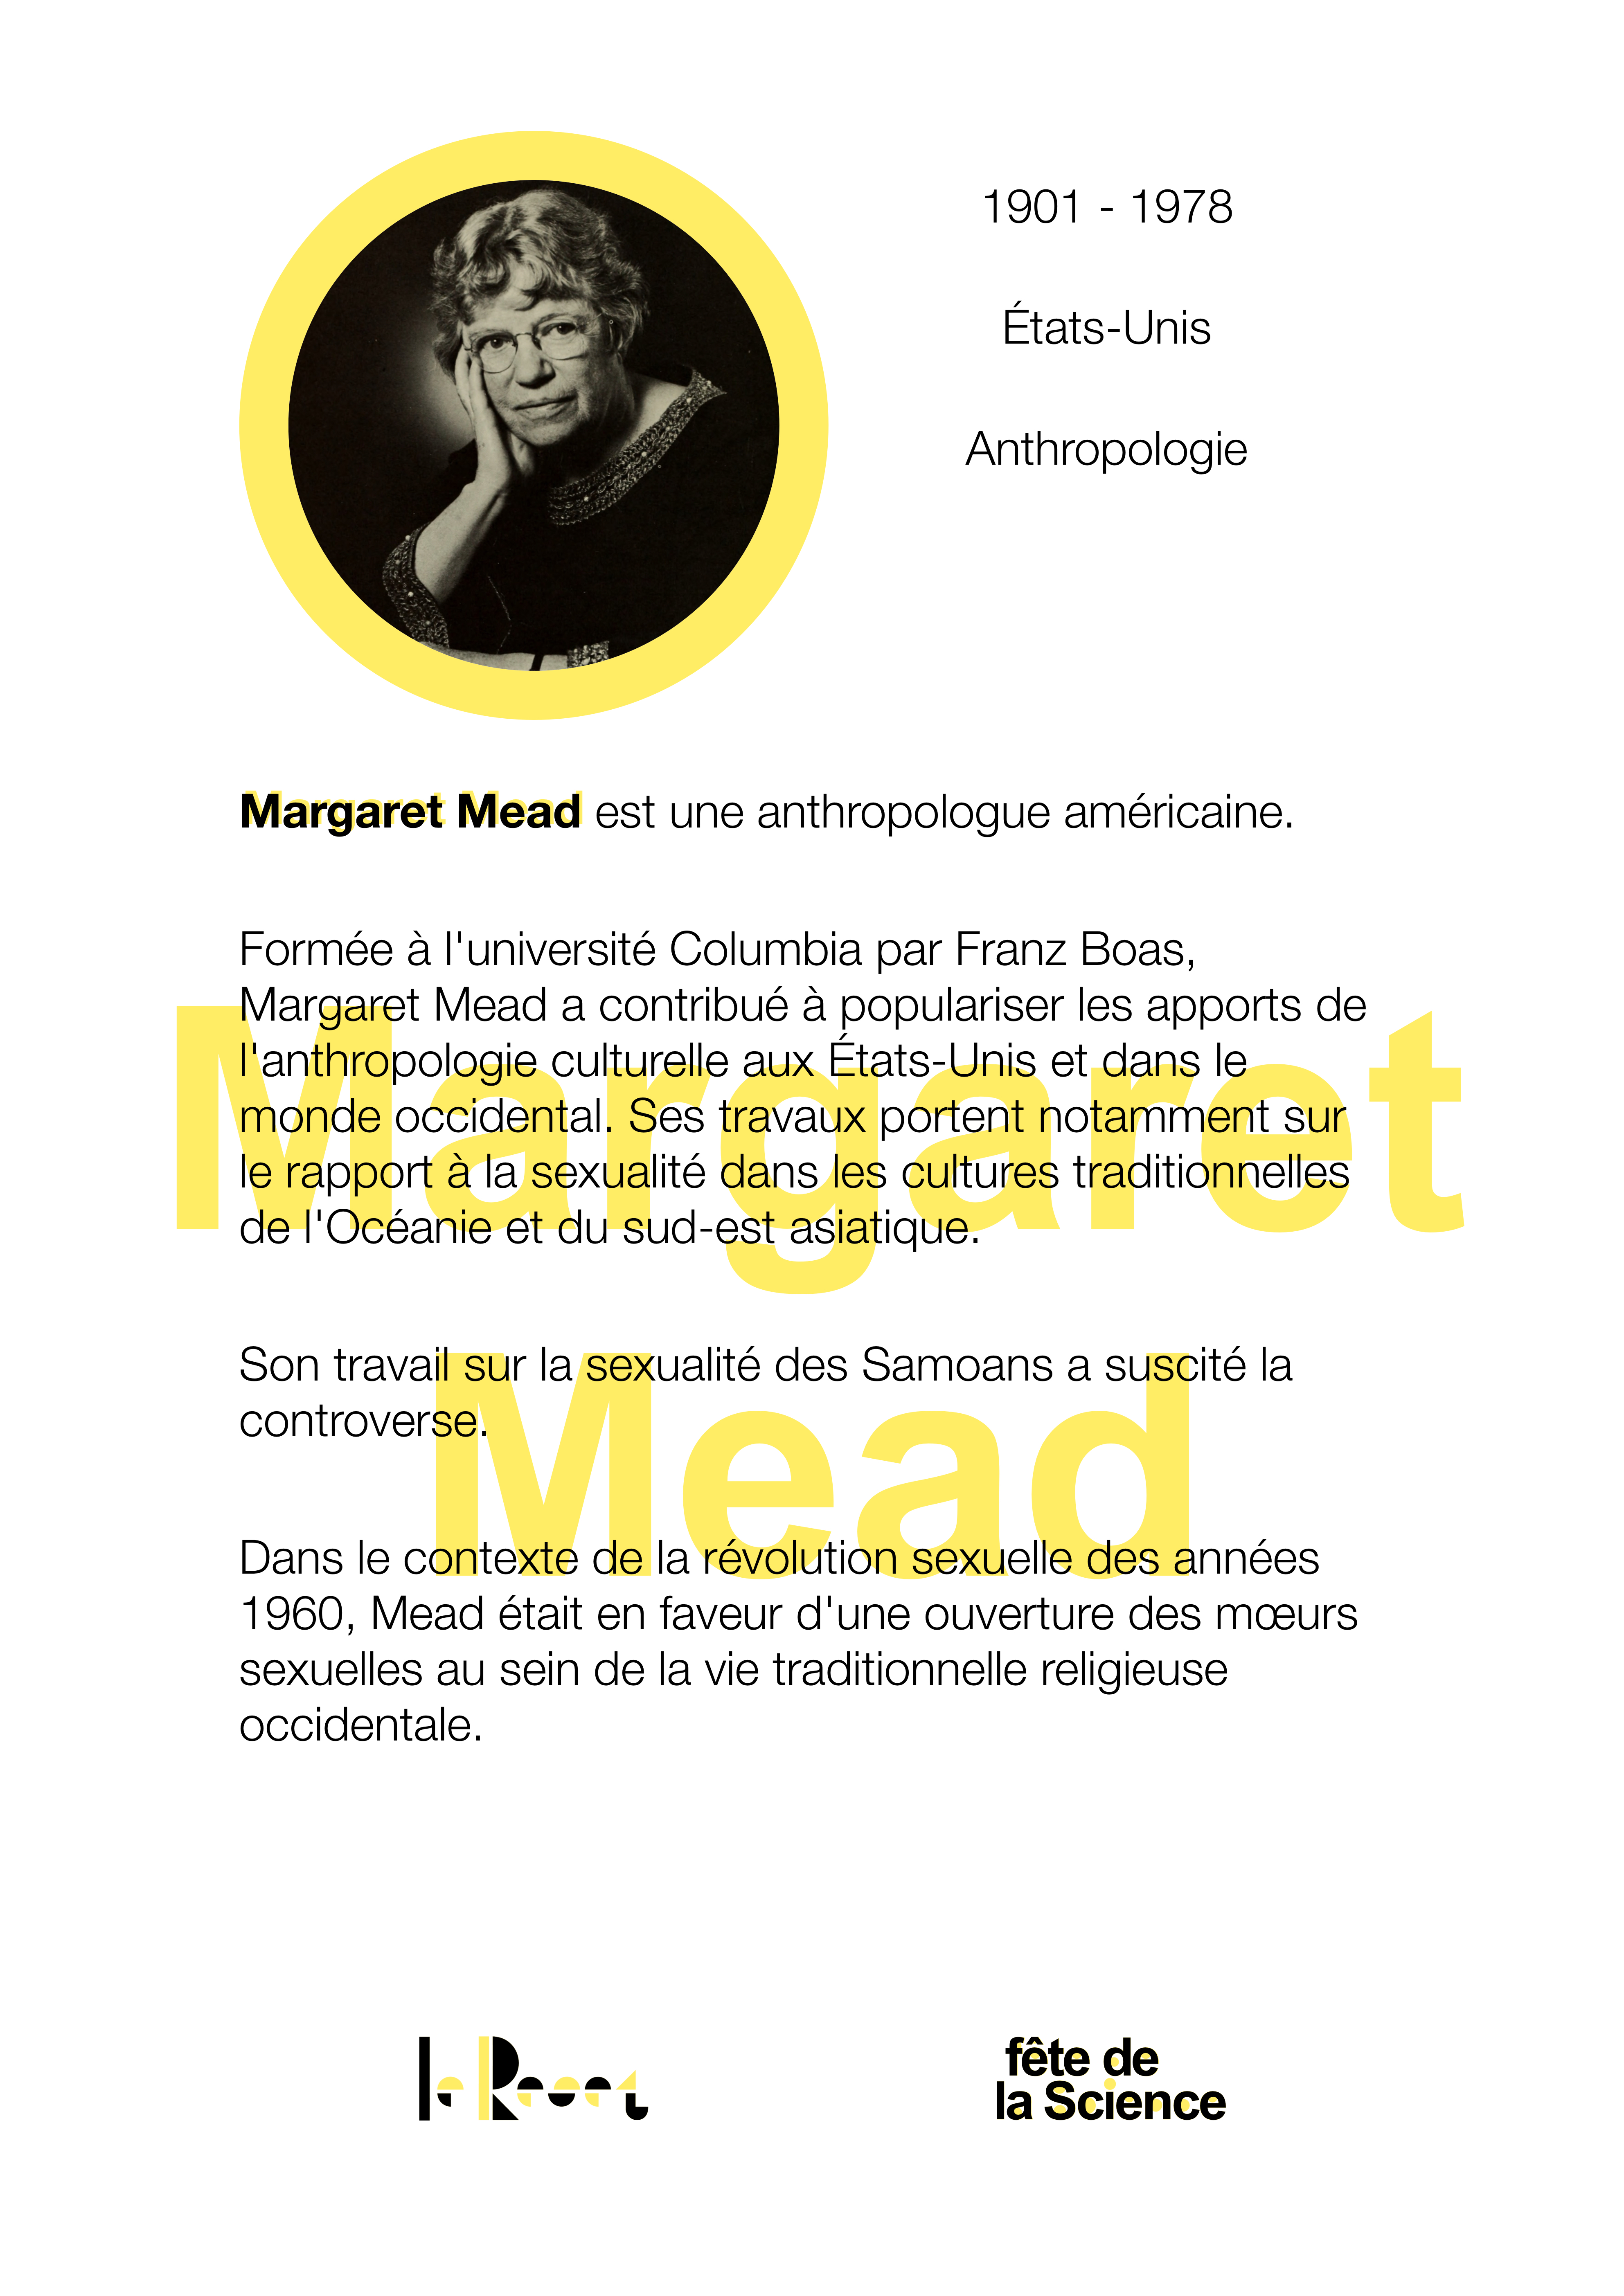 1901 - 1978
États-Unis
Anthropologie
Margaret Mead est une anthropologue américaine.
Formée à l'université Columbia par Franz Boas,
Margaret Mead a contribué à populariser les apports de
l'anthropologie culturelle aux États-Unis et dans le
monde occidental. Ses travaux portent notamment sur
le rapport à la sexualité dans les cultures traditionnelles
de l'Océanie et du sud-est asiatique.
Margaret
Son travail sur la sexualité des Samoans a suscité la
controverse.
Mead
Dans le contexte de la révolution sexuelle des années
1960, Mead était en faveur d'une ouverture des mœurs
sexuelles au sein de la vie traditionnelle religieuse
occidentale.
le Reset
fête de
la Science